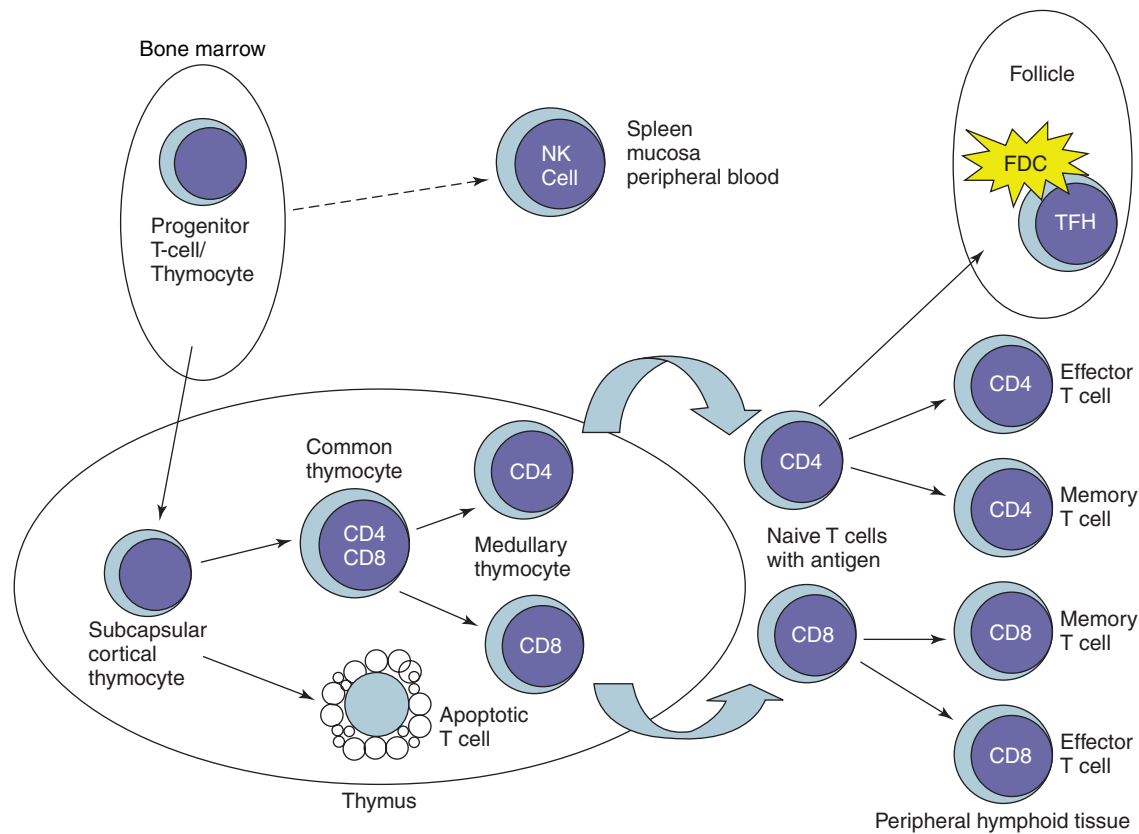 Bone marrow
Progenitor
T-cell/
Thymocyte
NK
Cell
Spleen
mucosa
peripheral blood
Follicle
FDC
TFH
Common
thymocyte
CD4
CD8
CD4
Medullary
thymocyte
CD8
Subcapsular
cortical
thymocyte
Apoptotic
T cell
Thymus
CD4
Naive T cells
with antigen
CD8
CD4
Effector
T cell
CD4
Memory
T cell
CD8
Memory
T cell
CD8
Effector
T cell
Peripheral hymphoid tissue